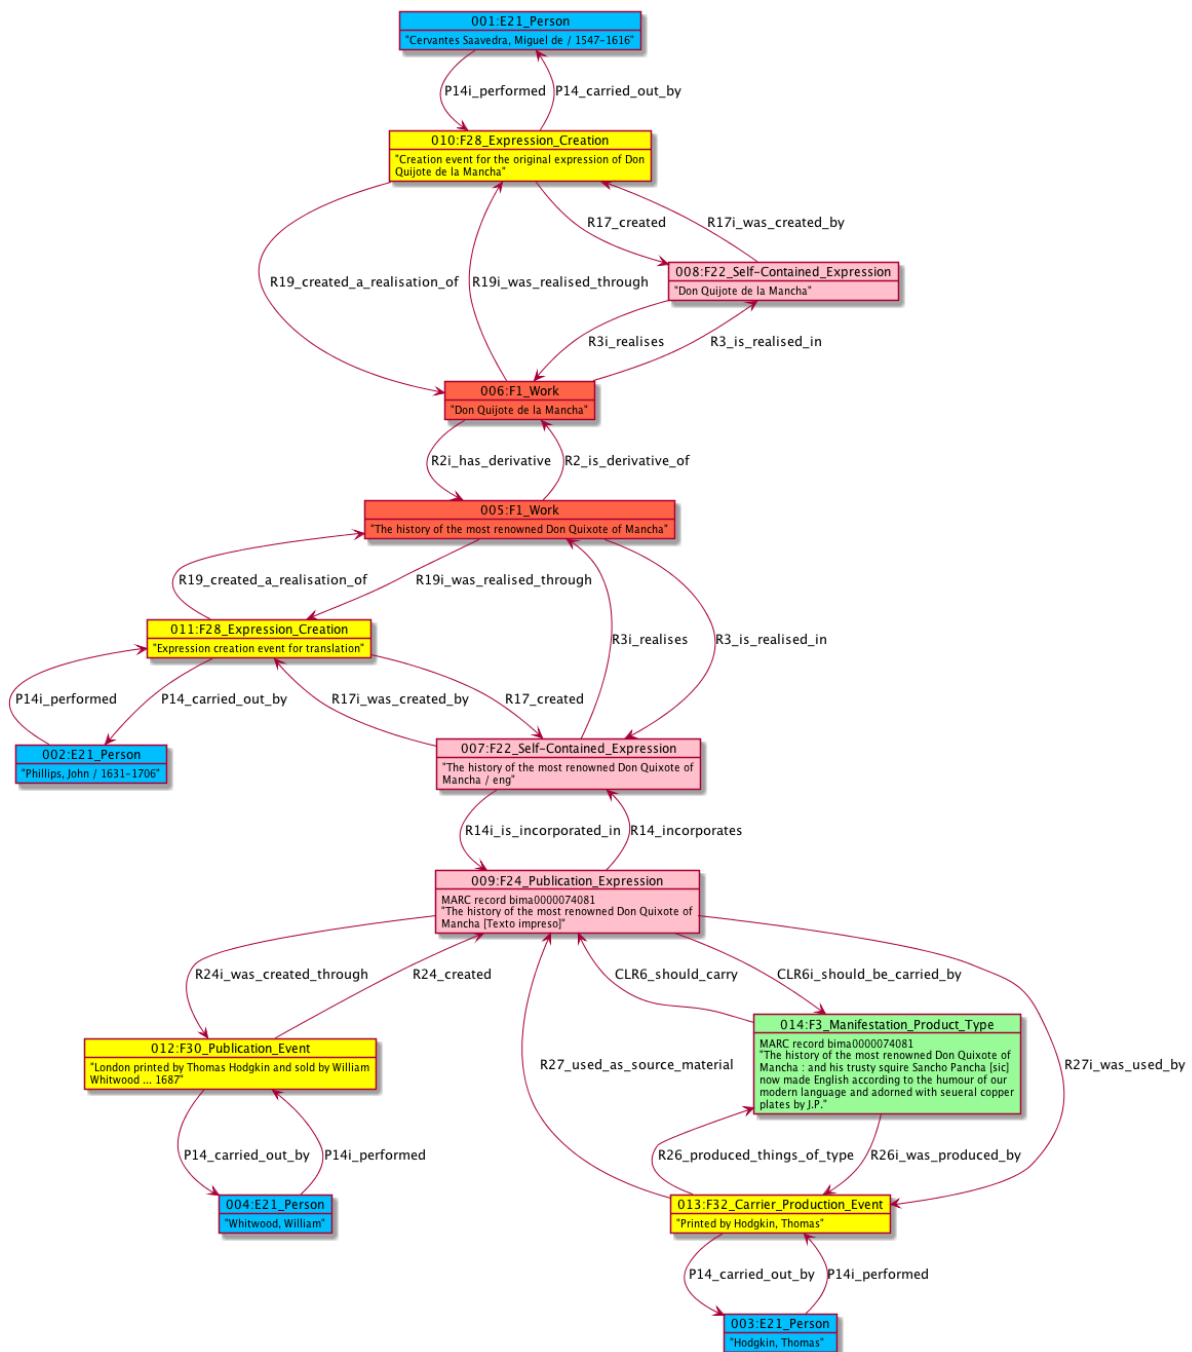 001:E21_Person
"Cervantes Saavedra, Miguel de / 1547-1616"
P14i_performed
P14_carried_out_by
010:F28_Expression_Creation
"Creation event for the original expression of Don
Quijote de la Mancha"
R17_created
R17i_was_created_by
008:F22_Self-Contained_Expression
"Don Quijote de la Mancha"
R19_created_a_realisation_of
R19i_was_realised_through
R3i_realises
R3_is_realised_in
006:F1_Work
"Don Quijote de la Mancha"
R2i_has_derivative
R2_is_derivative_of
005:F1_Work
"The history of the most renowned Don Quixote of Mancha"
R19_created_a_realisation_of
R19i_was_realised_through
011:F28_Expression_Creation
"Expression creation event for translation"
R3i_realises
R3_is_realised_in
P14i_performed
P14_carried_out_by
R17i_was_created_by
R17_created
002:E21_Person
"Phillips, John / 1631-1706"
007:F22_Self-Contained_Expression
"The history of the most renowned Don Quixote of
Mancha / eng"
R14i_is_incorporated_in
R14_incorporates
009:F24_Publication_Expression
MARC record bima0000074081
"The history of the most renowned Don Quixote of
Mancha [Texto impreso]"
R24i_was_created_through
R24_created
CLR6_should_carry
CLR6i_should_be_carried_by
012:F30_Publication_Event
"London printed by Thomas Hodgkin and sold by William
Whitwood ... 1687"
014:F3_Manifestation_Product_Type
MARC record bima0000074081
"The history of the most renowned Don Quixote of
Mancha : and his trusty squire Sancho Pancha [sic]
now made English according to the humour of our
modern language and adorned with seueral copper
plates by J.P."
R27_used_as_source_material
R27i_was_used_by
P14_carried_out_by
P14i_performed
R26_produced_things_of_type
R26i_was_produced_by
004:E21_Person
"Whitwood, William"
013:F32_Carrier_Production_Event
"Printed by Hodgkin, Thomas"
P14_carried_out_by
P14i_performed
003:E21_Person
"Hodgkin, Thomas"